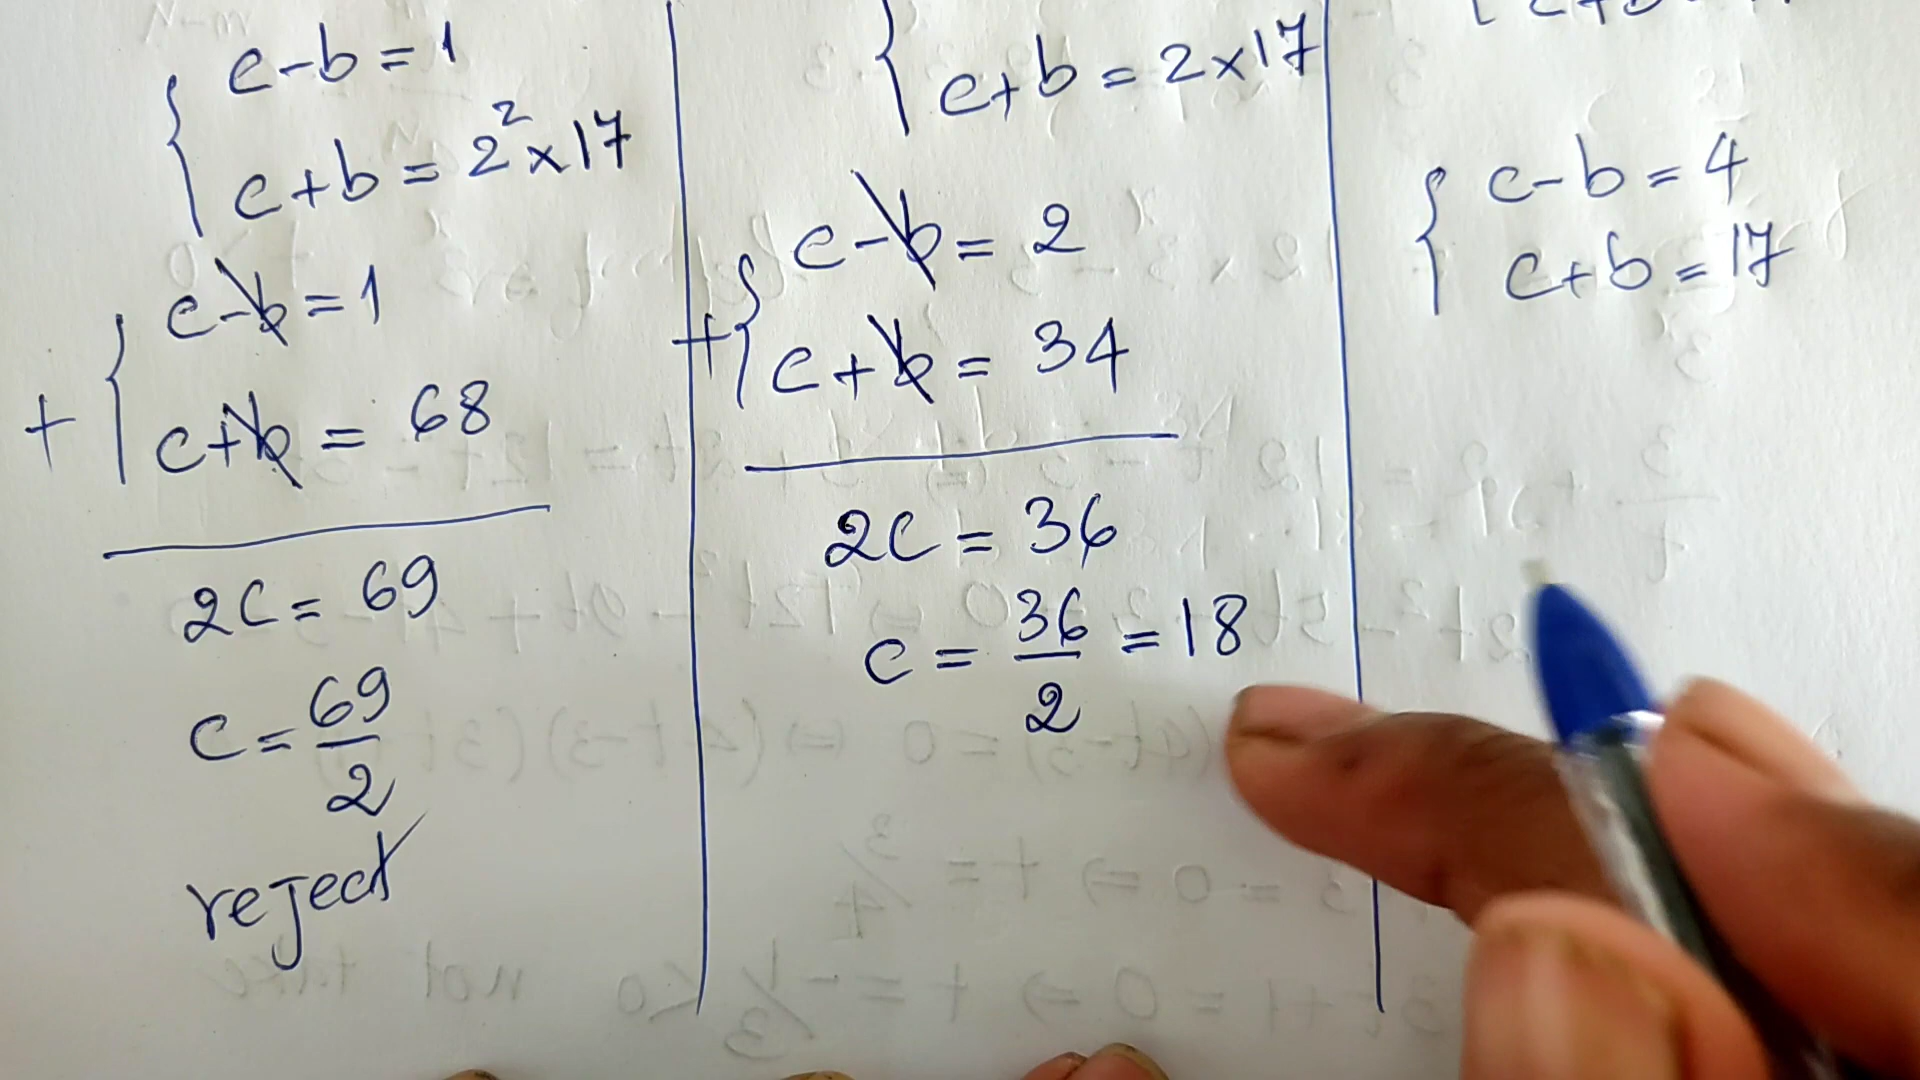 c-b=1
c+b=2²×17
c-b=1
+
c+b=68
2c=69
c=69/2
reject
c+b=2×17
c-b=2
+
c+b=34
2c=36
c=36/2=18
c-b=4
c+b=17